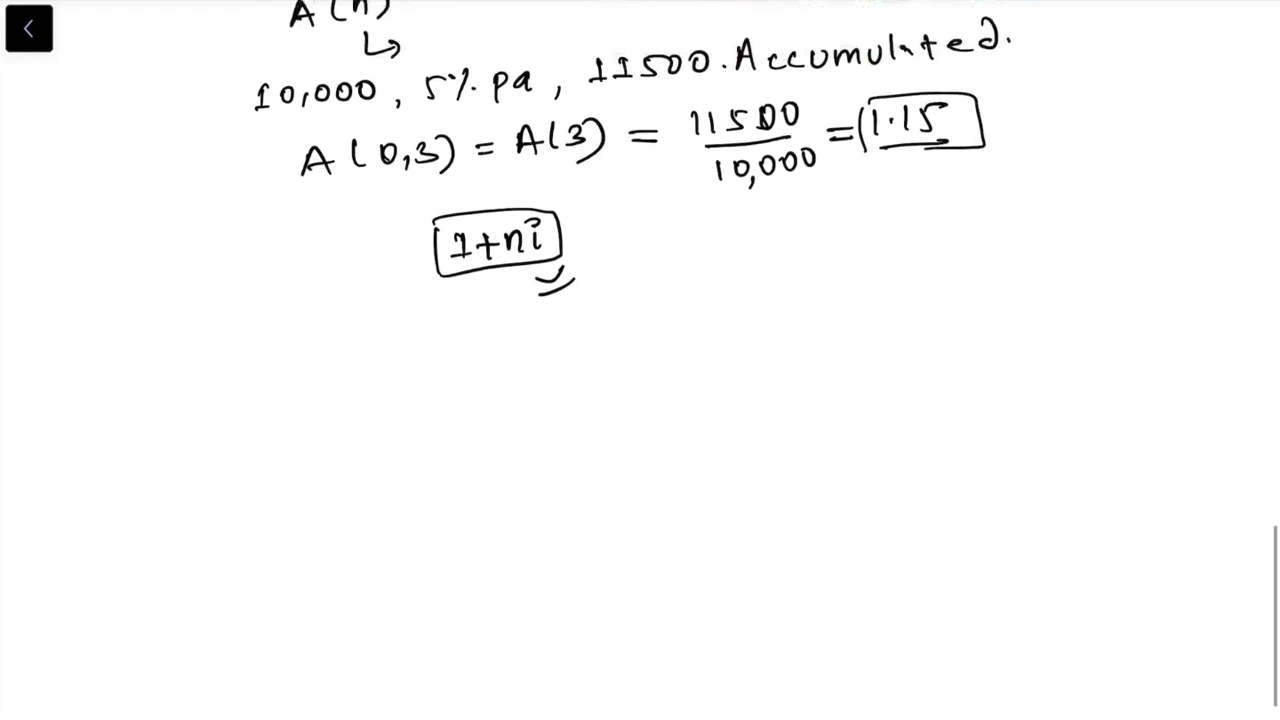 A(n)
↳
10,000, 5% pa, 11500. Accumulated.
A(0,3) = A(3) = 11500/10,000 = 1.15
1+ni